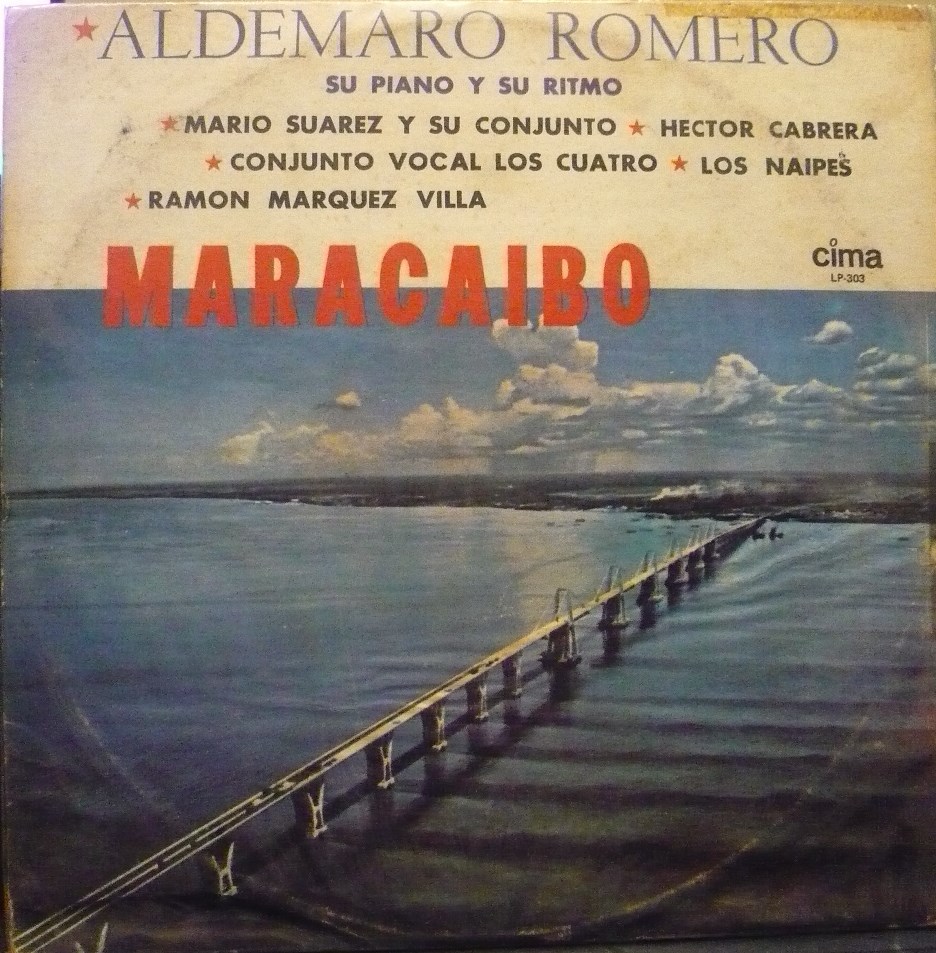 ★ALDEMARO ROMERO
SU PIANO Y SU RITMO
★MARIO SUAREZ Y SU CONJUNTO ★ HECTOR CABRERA
★ CONJUNTO VOCAL LOS CUATRO ★ LOS NAIPES
★RAMON MARQUEZ VILLA
MARACAIBO
cima
LP-303